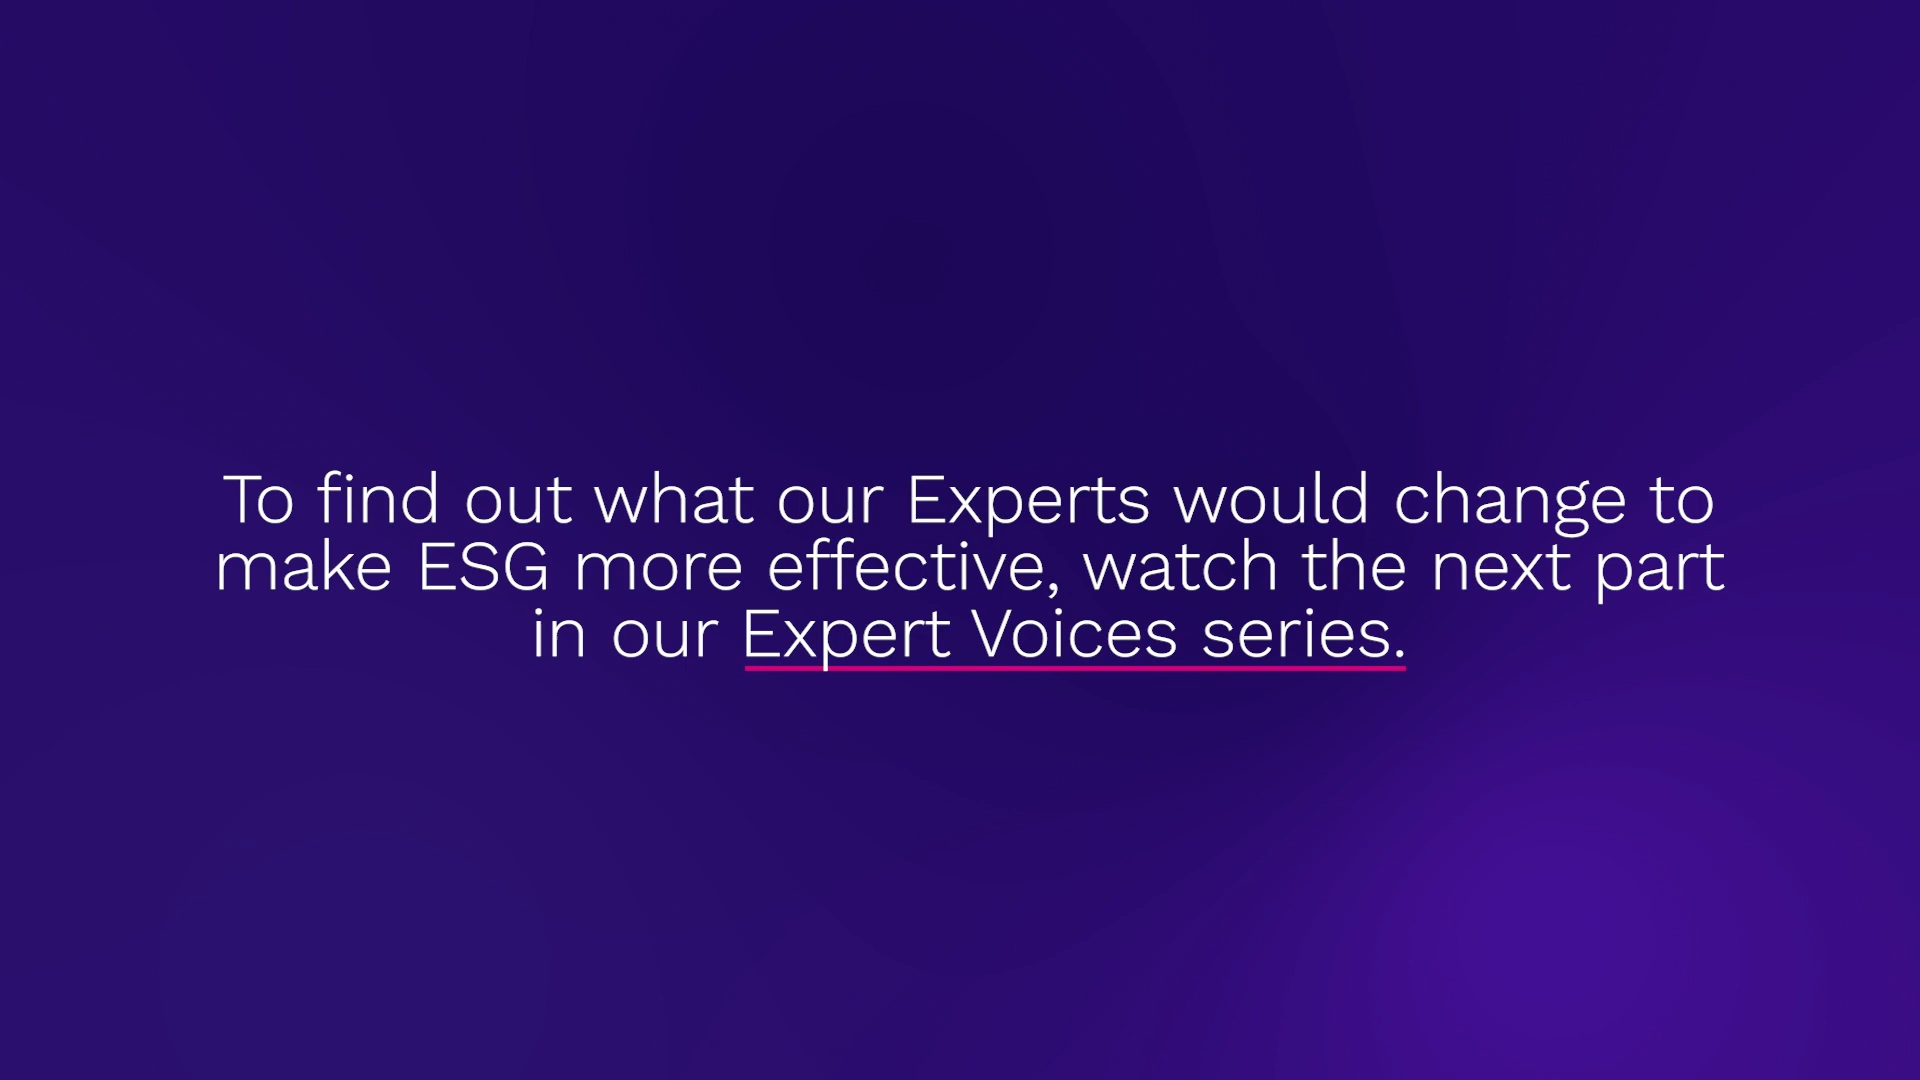 To find out what our Experts would change to
make ESG more effective, watch the next part
in our Expert Voices series.